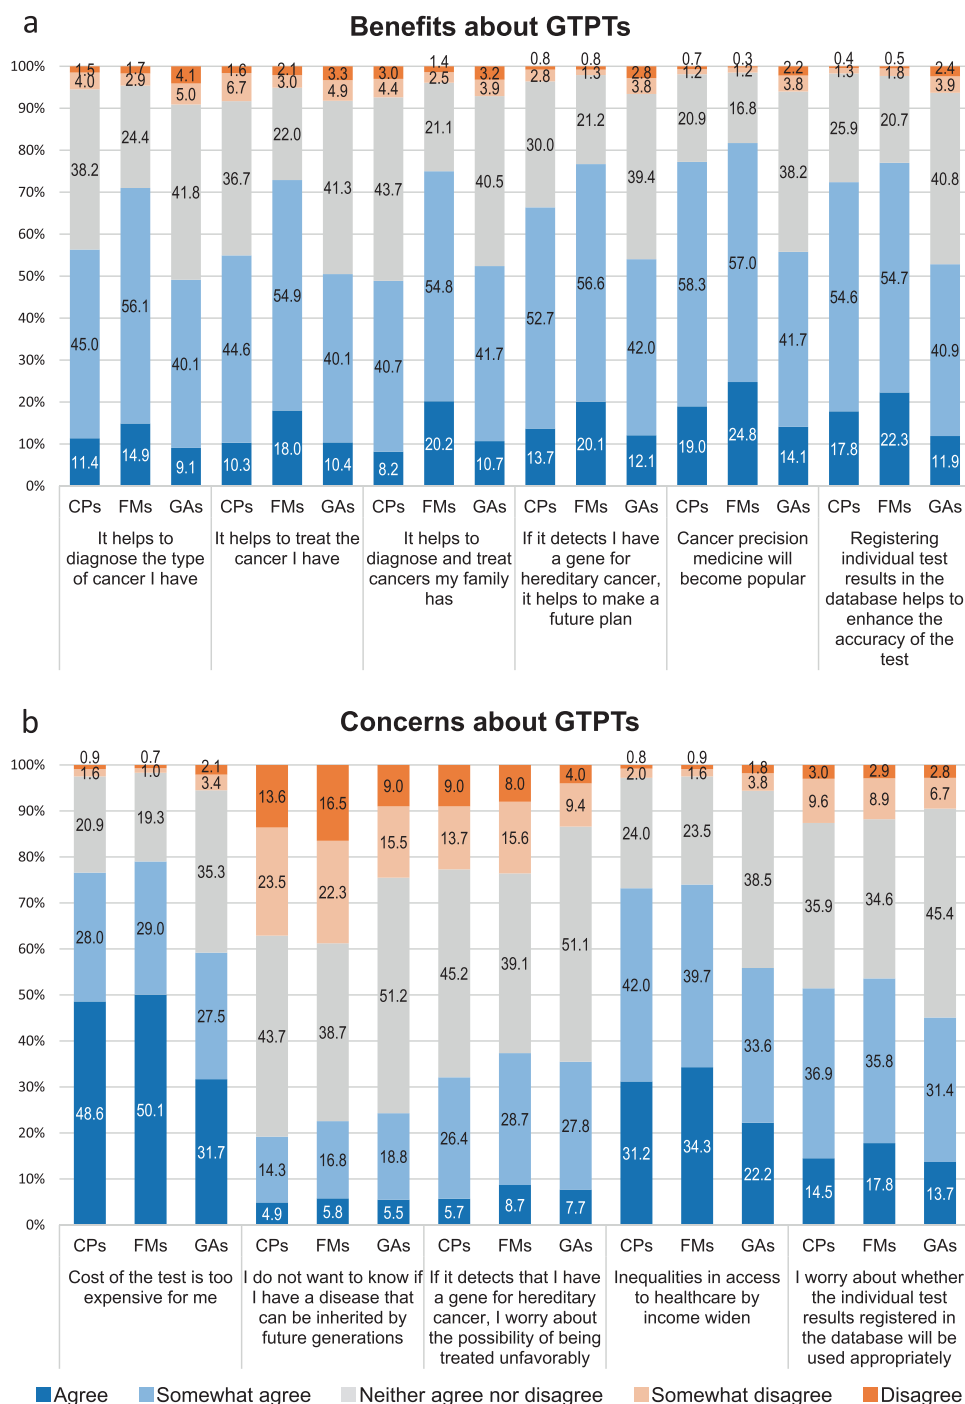 a
Benefits about GTPTs
100%
90%
80%
70%
60%
50%
40%
30%
20%
10%
0%
1.5 1.7 4.1 1.6 2.1 3.3 3.0 1.4 3.2 0.8 0.8 2.8 0.7 0.3 2.2 0.4 0.5 2.4
4.0 2.9 5.0 6.7 3.0 4.9 4.4 2.5 3.9 2.8 1.3 3.8 1.2 1.2 3.8 1.3 1.8 3.9
38.2 24.4 41.8 36.7 22.0 41.3 43.7 21.1 40.5 30.0 21.2 39.4 20.9 16.8 38.2 25.9 20.7 40.8
45.0 56.1 40.1 44.6 54.9 40.1 40.7 54.8 41.7 52.7 56.6 42.0 58.3 57.0 41.7 54.6 54.7 40.9
11.4 14.9 9.1 10.3 18.0 10.4 8.2 20.2 10.7 13.7 20.1 12.1 19.0 24.8 14.1 17.8 22.3 11.9
CPs FMs GAs CPs FMs GAs CPs FMs GAs CPs FMs GAs CPs FMs GAs CPs FMs GAs
It helps to
diagnose the type
of cancer I have
It helps to treat the
cancer I have
It helps to
diagnose and treat
cancers my family
has
If it detects I have
a gene for
hereditary cancer,
it helps to make a
future plan
Cancer precision
medicine will
become popular
Registering
individual test
results in the
database helps to
enhance the
accuracy of the
test
b
Concerns about GTPTs
100%
90%
80%
70%
60%
50%
40%
30%
20%
10%
0%
0.9 0.7 2.1 13.6 16.5 9.0 9.0 8.0 4.0 0.8 0.9 1.8 3.0 2.9 2.8
1.6 1.0 3.4 23.5 22.3 15.5 13.7 15.6 9.4 2.0 1.6 3.8 9.6 8.9 6.7
20.9 19.3 35.3 43.7 38.7 51.2 45.2 39.1 51.1 24.0 23.5 38.5 35.9 34.6 45.4
28.0 29.0 27.5 14.3 16.8 18.8 26.4 28.7 27.8 42.0 39.7 33.6 36.9 35.8 31.4
48.6 50.1 31.7 4.9 5.8 5.5 5.7 8.7 7.7 31.2 34.3 22.2 14.5 17.8 13.7
CPs FMs GAs CPs FMs GAs CPs FMs GAs CPs FMs GAs CPs FMs GAs
Cost of the test is too
expensive for me
I do not want to know if
I have a disease that
can be inherited by
future generations
If it detects that I have
a gene for hereditary
cancer, I worry about
the possibility of being
treated unfavorably
Inequalities in access
to healthcare by
income widen
I worry about whether
the individual test
results registered in
the database will be
used appropriately
Agree Somewhat agree Neither agree nor disagree Somewhat disagree Disagree